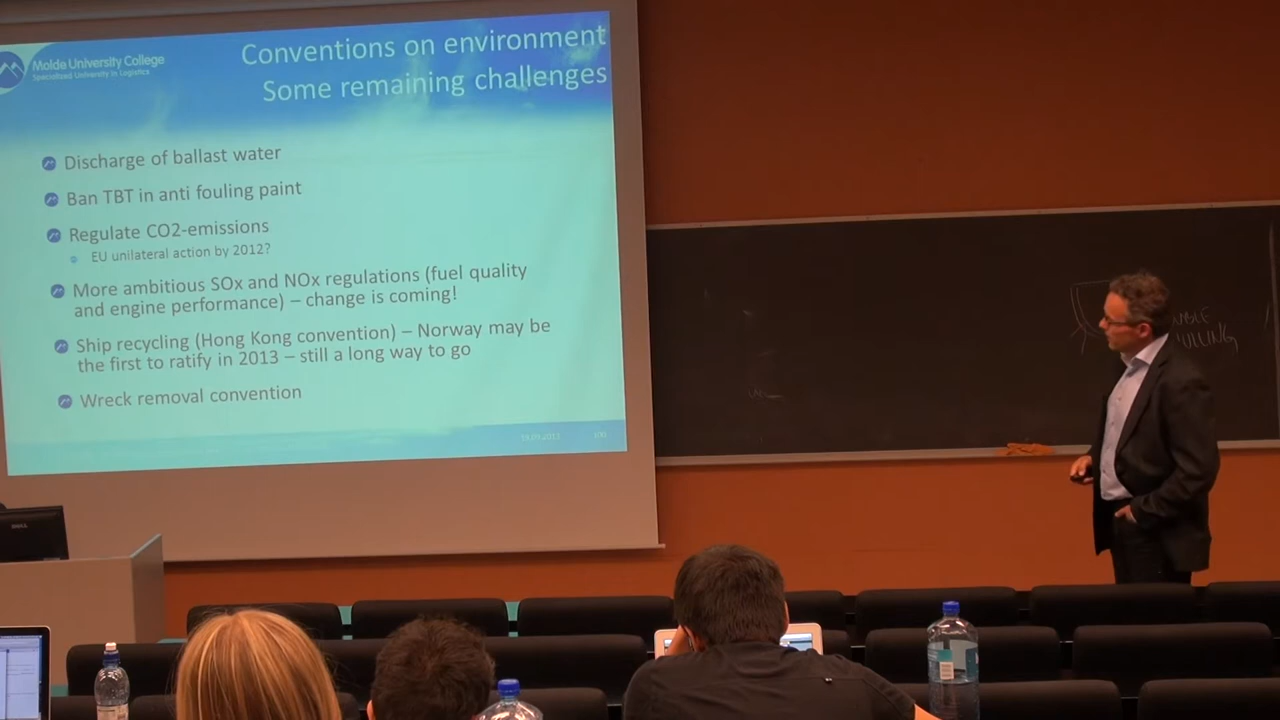 Molde University College
Specialized University in Logistics
Conventions on environment
Some remaining challenges
Discharge of ballast water
Ban TBT in anti fouling paint
Regulate CO2-emissions
EU unilateral action by 2012?
More ambitious SOx and NOx regulations (fuel quality
and engine performance) – change is coming!
Ship recycling (Hong Kong convention) – Norway may be
the first to ratify in 2013 – still a long way to go
Wreck removal convention
100
DELL